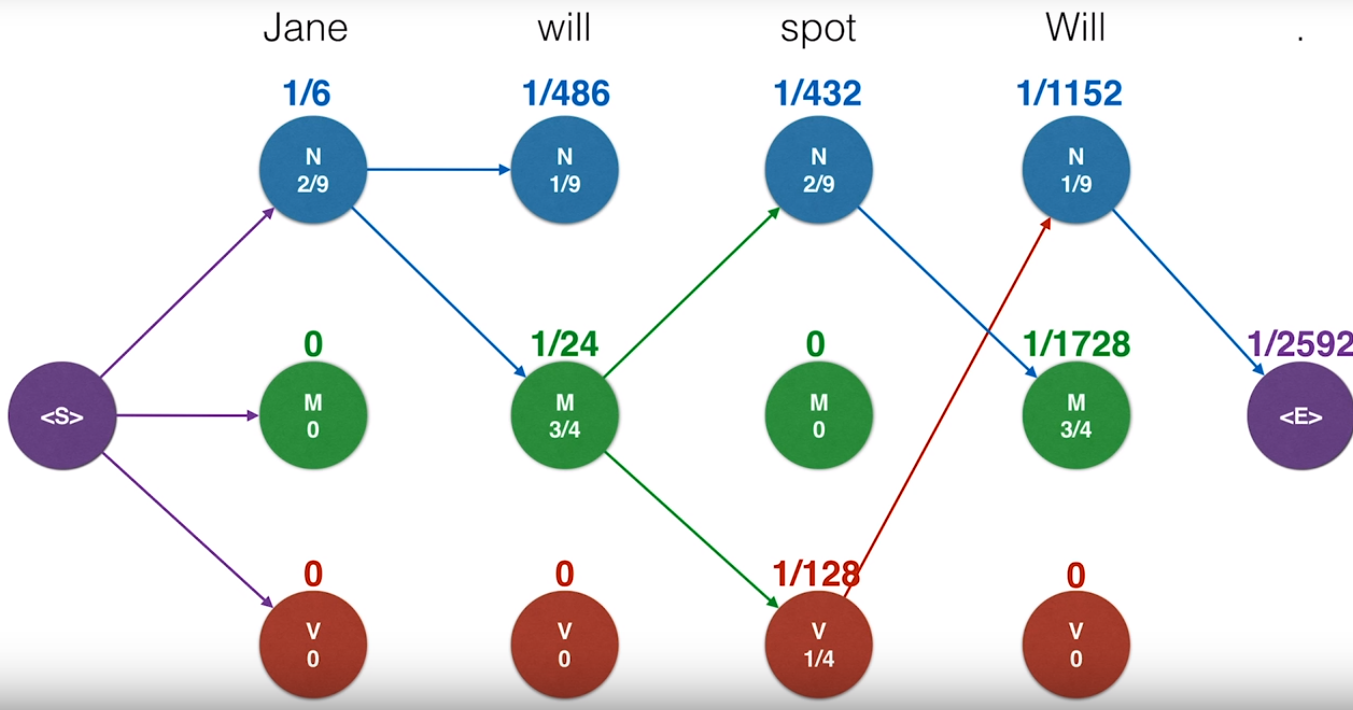 Jane will spot Will .
1/6 1/486 1/432 1/1152
N N N N
2/9 1/9 2/9 1/9
0 1/24 0 1/1728 1/2592
<S> M M M M <E>
0 3/4 0 3/4
0 0 1/128 0
V V V V
0 0 1/4 0